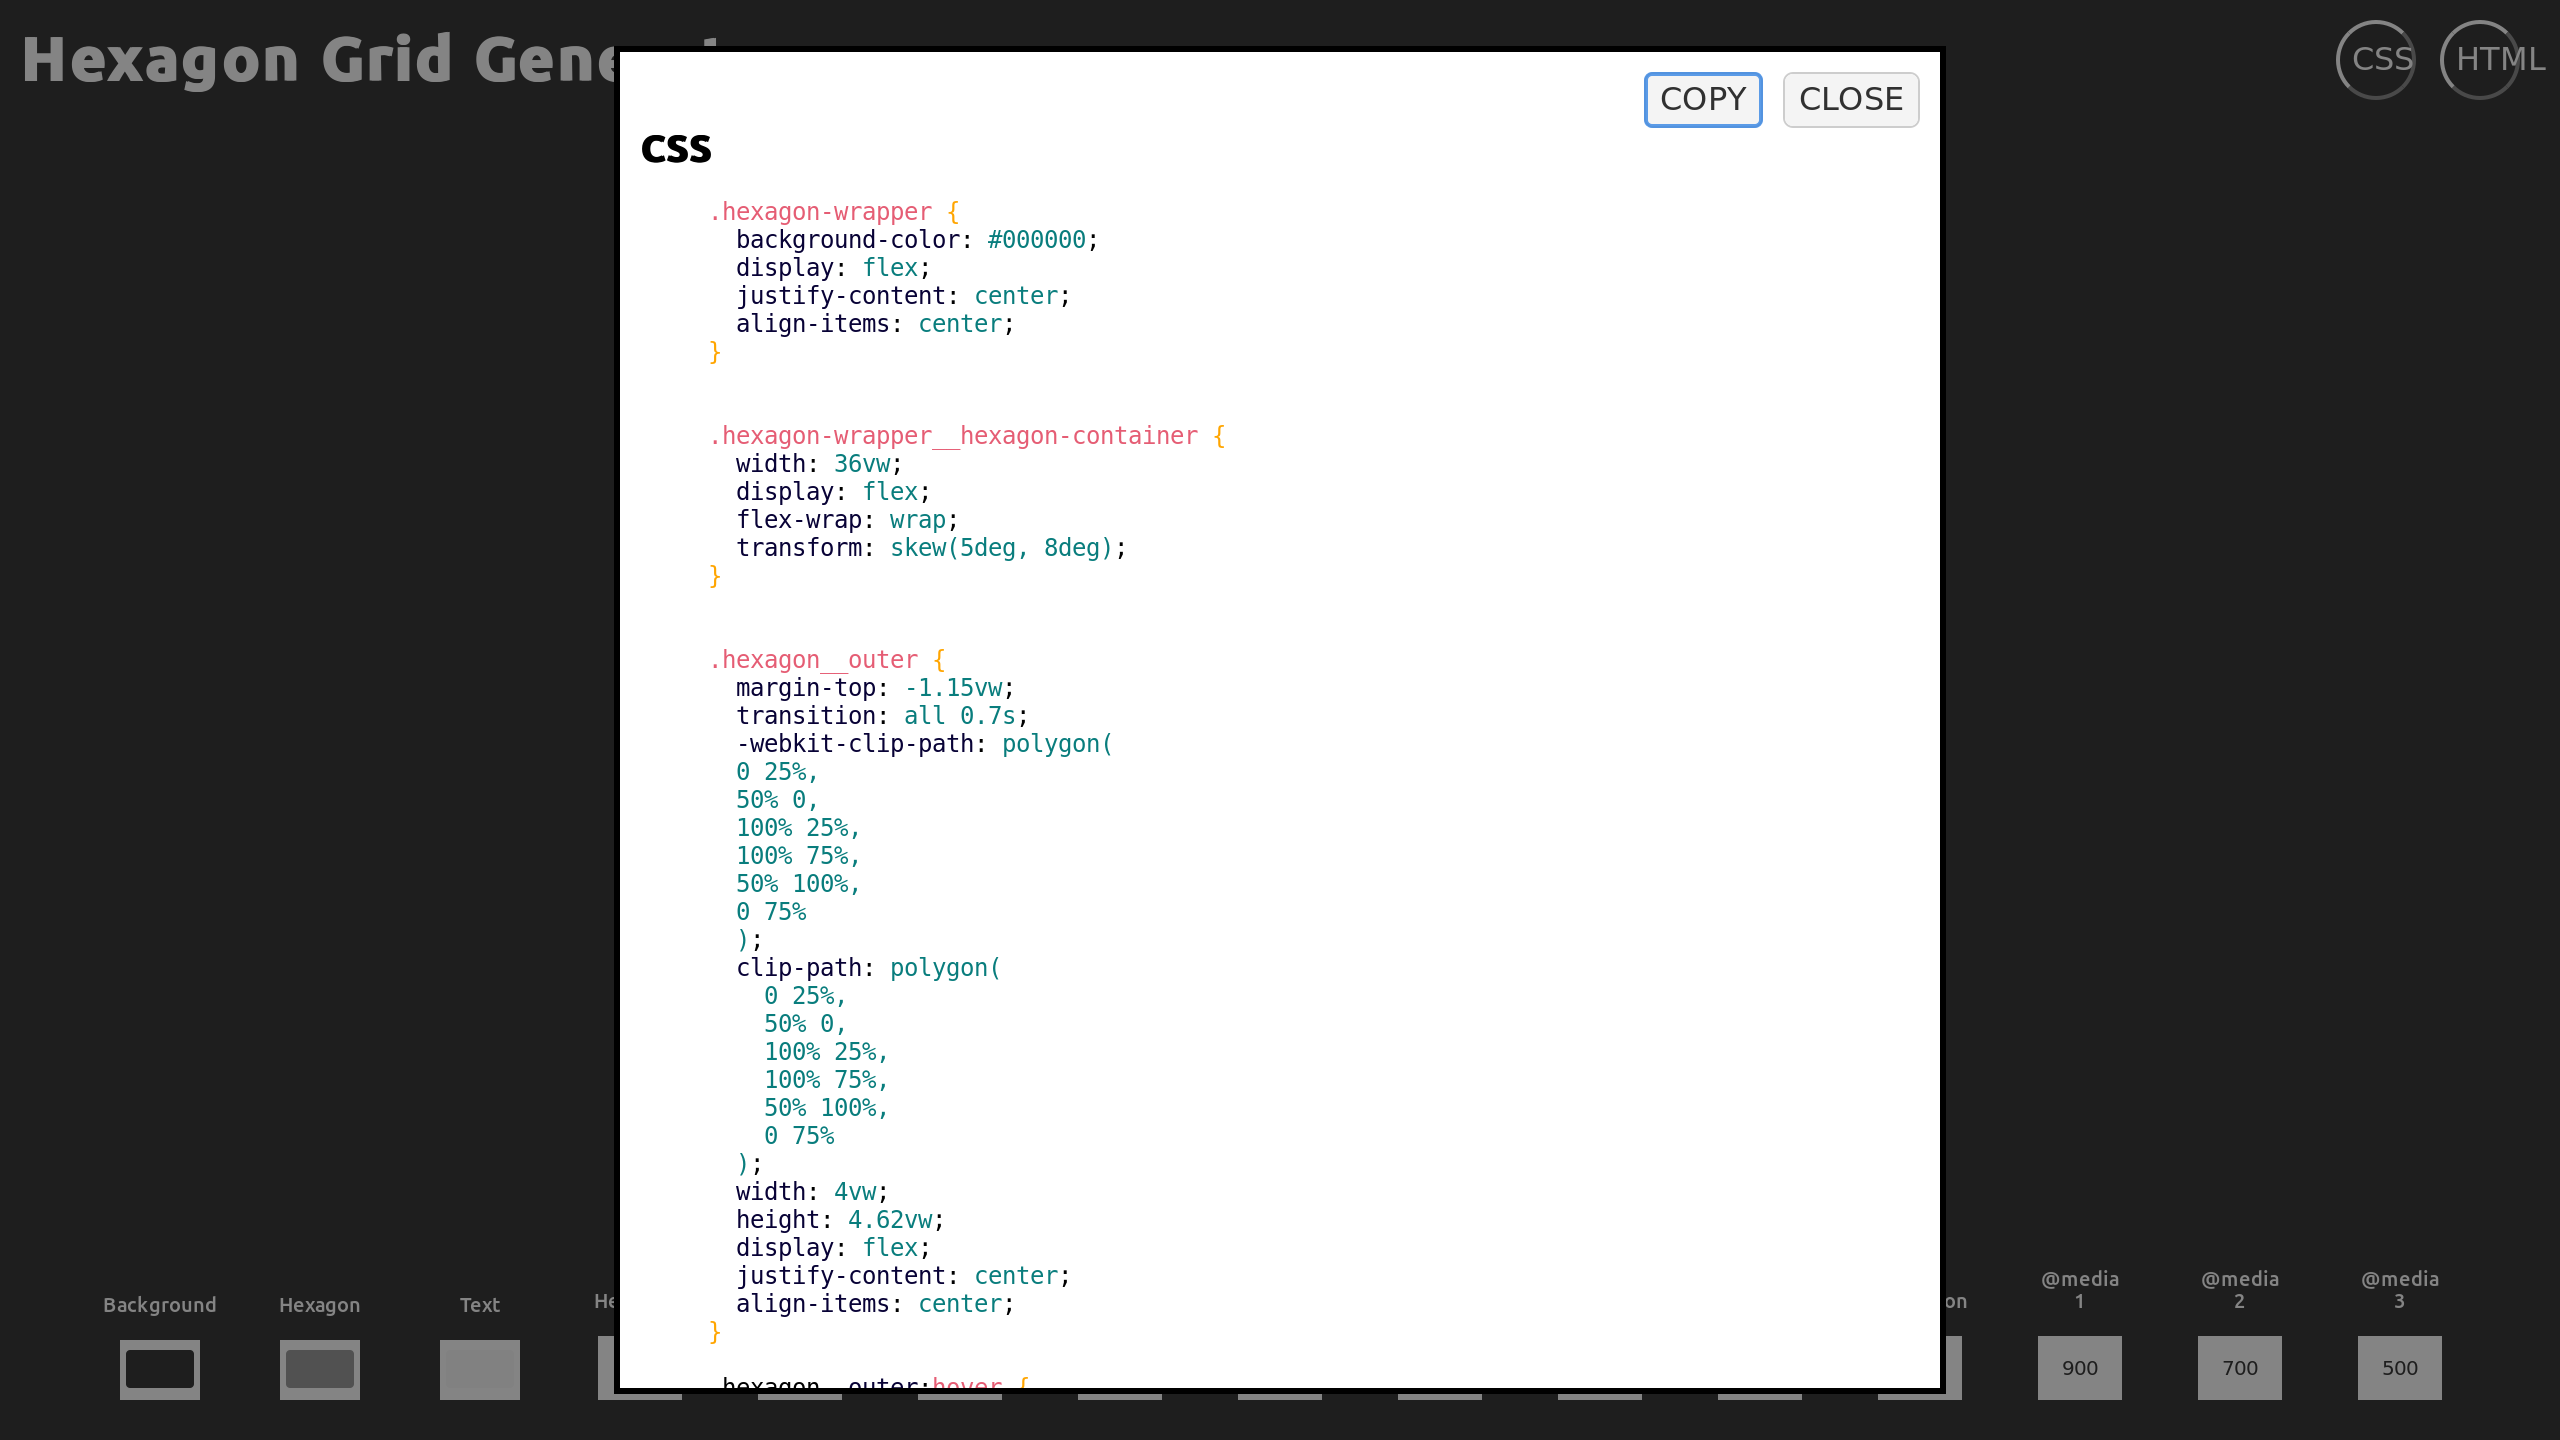 Hexagon Grid Gene
CSS
HTML
COPY
CLOSE
CSS
.hexagon-wrapper {
  background-color: #000000;
  display: flex;
  justify-content: center;
  align-items: center;
}
.hexagon-wrapper__hexagon-container {
  width: 36vw;
  display: flex;
  flex-wrap: wrap;
  transform: skew(5deg, 8deg);
}
.hexagon__outer {
  margin-top: -1.15vw;
  transition: all 0.7s;
  -webkit-clip-path: polygon(
  0 25%,
  50% 0,
  100% 25%,
  100% 75%,
  50% 100%,
  0 75%
  );
  clip-path: polygon(
    0 25%,
    50% 0,
    100% 25%,
    100% 75%,
    50% 100%,
    0 75%
  );
  width: 4vw;
  height: 4.62vw;
  display: flex;
  justify-content: center;
  align-items: center;
}
.hexagon__outer:hover {
Background
Hexagon
Text
He
on
@media
1
@media
2
@media
3
900
700
500